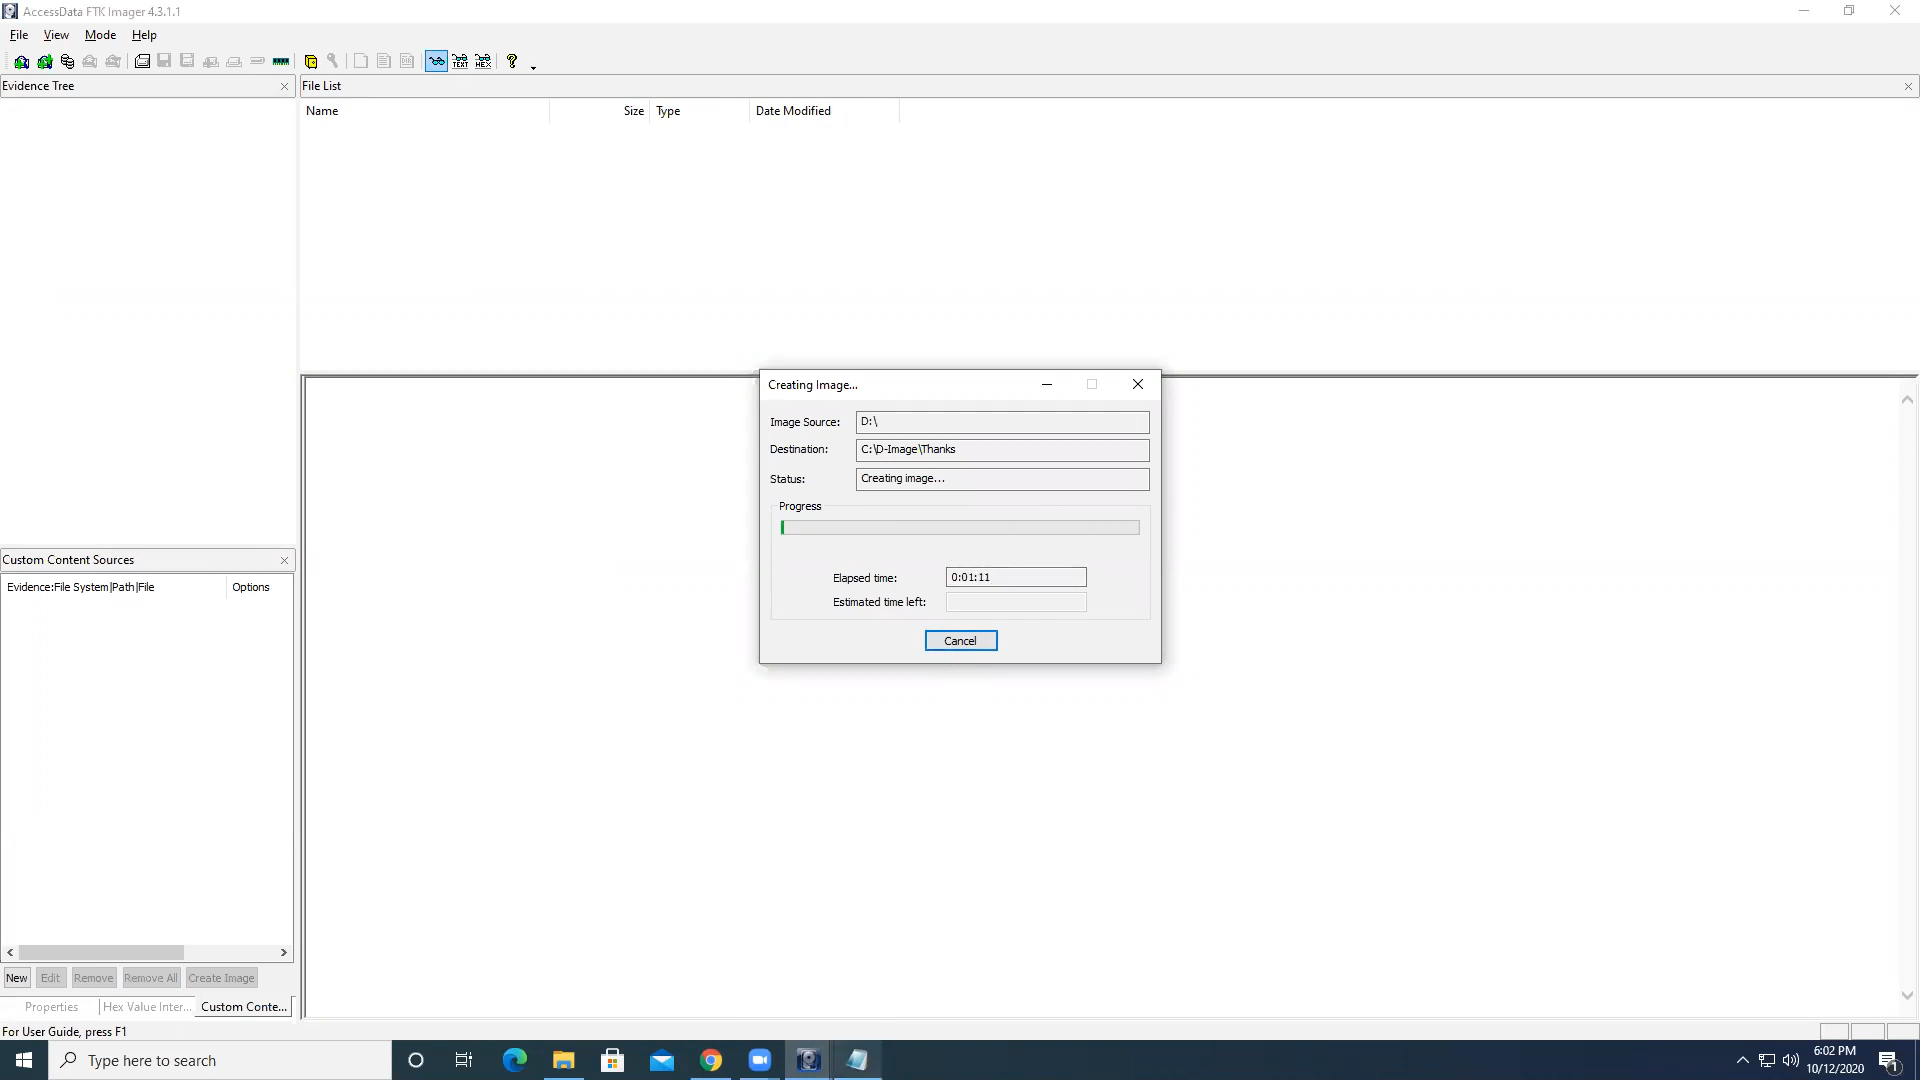 AccessData FTK Imager 4.3.1.1
File View Mode Help
TEXT HEX ?
Evidence Tree
File List
Name Size Type Date Modified
Creating Image...
Image Source: D:\
Destination: C:\D-Image\Thanks
Status: Creating image...
Progress
Elapsed time: 0:01:11
Estimated time left:
Cancel
Custom Content Sources
Evidence:File System|Path|File Options
New Edit Remove Remove All Create Image
Properties Hex Value Inter... Custom Conte...
For User Guide, press F1
Type here to search
6:02 PM
10/12/2020
1